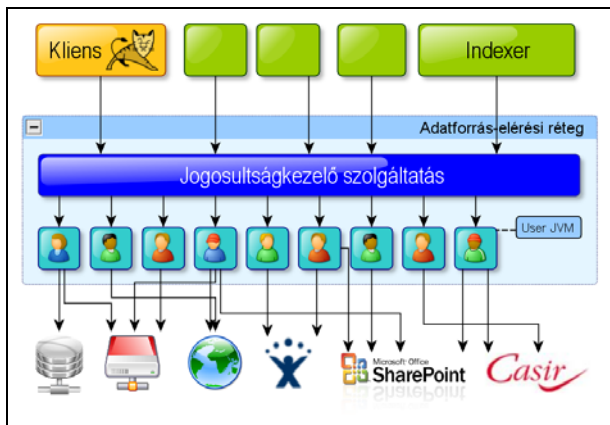 Kliens
Indexer
Adatforrás-elérési réteg
Jogosultságkezelő szolgáltatás
User JVM
Microsoft Office
SharePoint
Casir